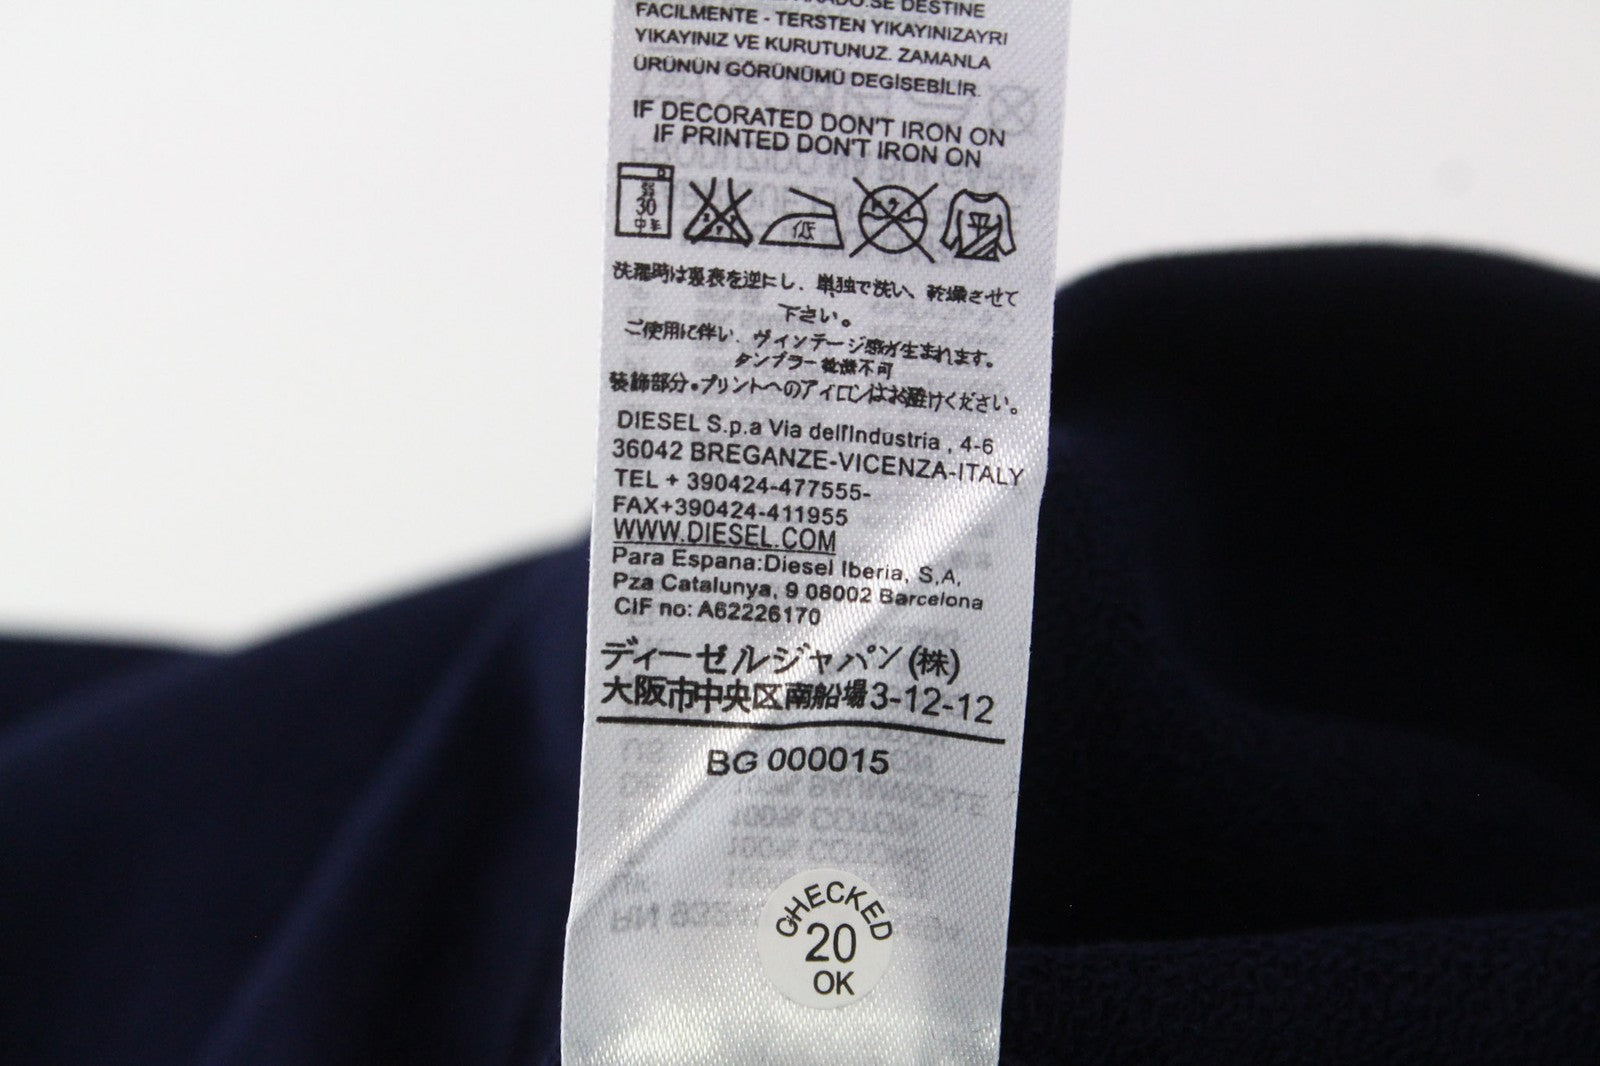 SE DESTINE
FACILMENTE - TERSTEN YIKAYINIZAYRI
YIKAYINIZ VE KURUTUNUZ. ZAMANLA
ÜRÜNÜN GÖRÜNÜMÜ DEGİSEBİLİR.
IF DECORATED DON'T IRON ON
IF PRINTED DON'T IRON ON
弱
30
中
低
平
洗濯時は裏表を逆にし、単独で洗い、乾燥させて
下さい。
ご使用に伴い、ヴィンテージ感が生まれます。
タンブラー乾燥不可
装飾部分・プリントへのアイロンはお避けください。
DIESEL S.p.a Via dell'Industria , 4-6
36042 BREGANZE-VICENZA-ITALY
TEL + 390424-477555-
FAX+390424-411955
WWW.DIESEL.COM
Para Espana:Diesel Iberia, S,A,
Pza Catalunya, 9 08002 Barcelona
CIF no: A62226170
ディーゼルジャパン(株)
大阪市中央区南船場3-12-12
BG 000015
CHECKED
20
OK